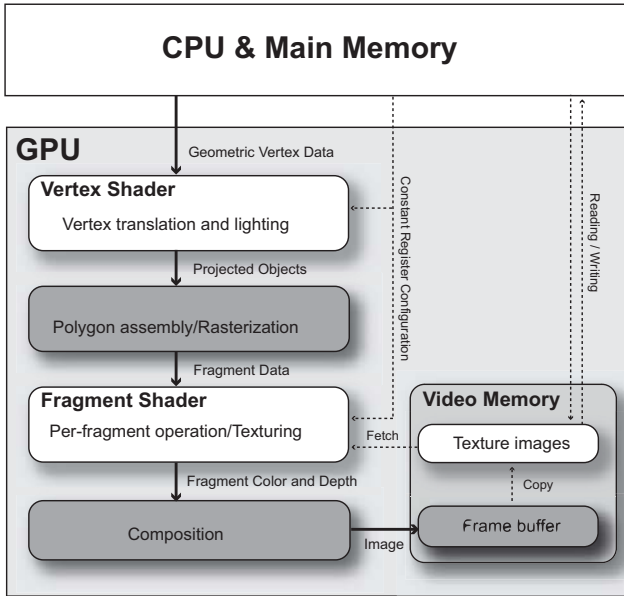 CPU & Main Memory
GPU
Geometric Vertex Data
Vertex Shader
Vertex translation and lighting
Constant Register Configuration
Reading / Writing
Projected Objects
Polygon assembly/Rasterization
Fragment Data
Fragment Shader
Per-fragment operation/Texturing
Fetch
Video Memory
Texture images
Fragment Color and Depth
Copy
Composition
Image
Frame buffer